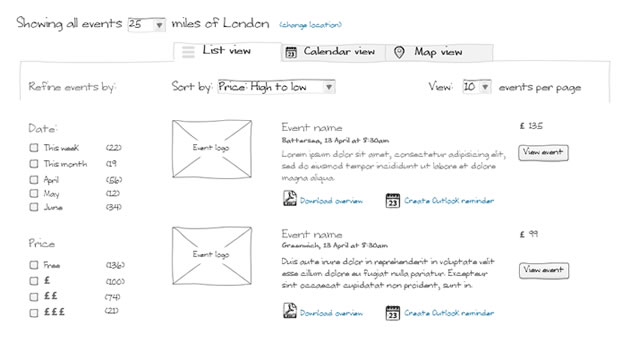 Showing all events 25 miles of London (change location)
List view 23 Calendar view Map view
Refine events by: Sort by: Price: High to low View: 10 events per page
Date:
This week (22)
This month (19
April (56)
May (12)
June (34)
Price
Free (136)
£ (100)
££ (74)
£££ (21)
Event logo
Event name £ 135
Battersea, 13 April at 8:30am
Lorem ipsum dolor sit amet, consectetur adipisicing elit,
sed do eiusmod tempor incididunt ut labore et dolore
magna aliqua.
View event
Download overview 23 Create Outlook reminder
Event logo
Event name £ 99
Greenwich, 13 April at 8:30am
Duis aute irure dolor in reprehenderit in voluptate velit
esse cillum dolore eu fugiat nulla pariatur. Excepteur
sint occaecat cupidatat non proident, sunt in.
View event
Download overview 23 Create Outlook reminder